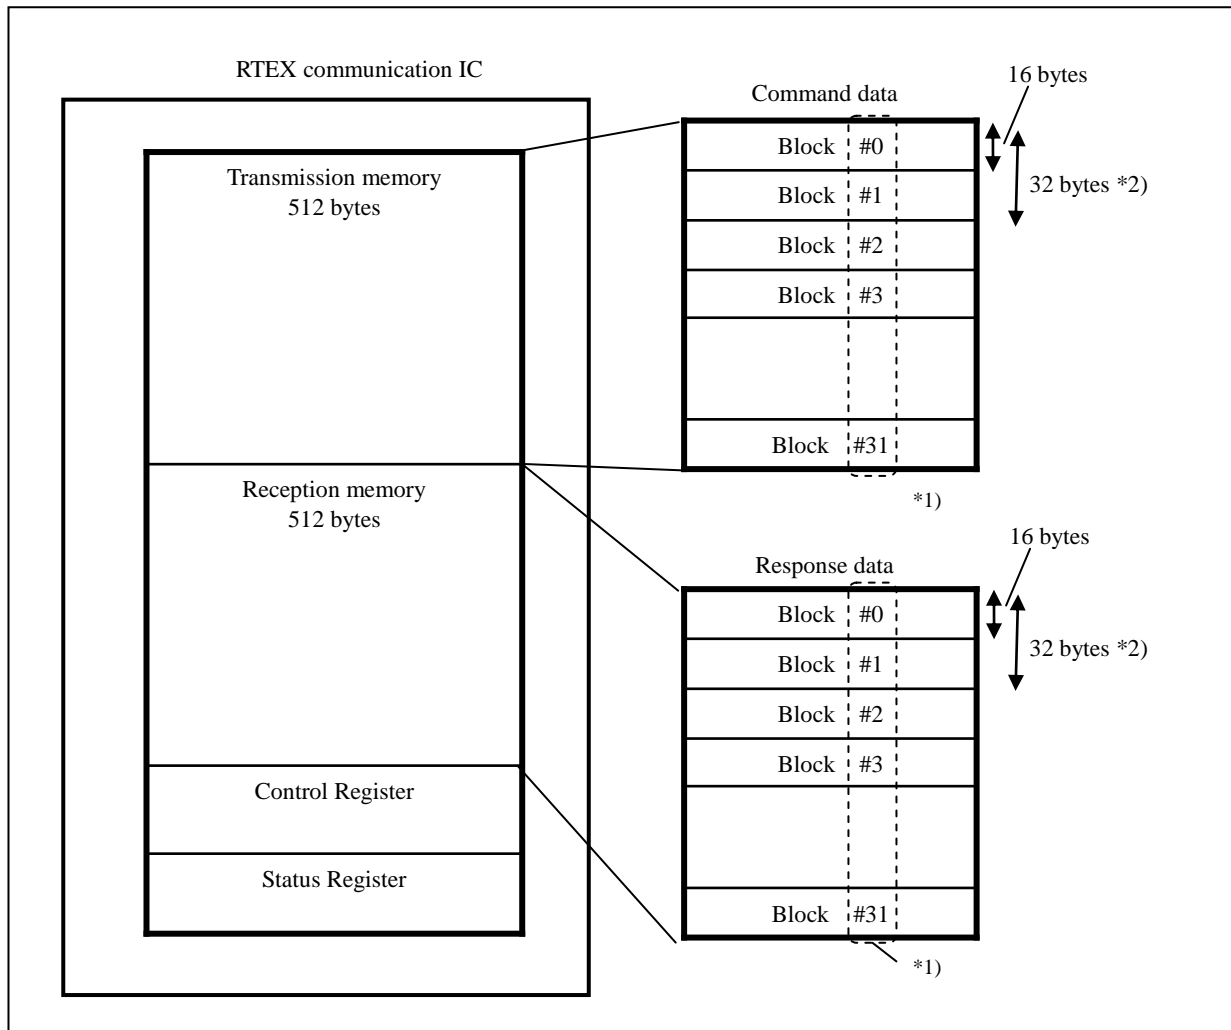 RTEX communication IC
Transmission memory
512 bytes
Reception memory
512 bytes
Control Register
Status Register
Command data
16 bytes
32 bytes *2)
Block #0
Block #1
Block #2
Block #3
Block #31
*1)
Response data
16 bytes
32 bytes *2)
Block #0
Block #1
Block #2
Block #3
Block #31
*1)